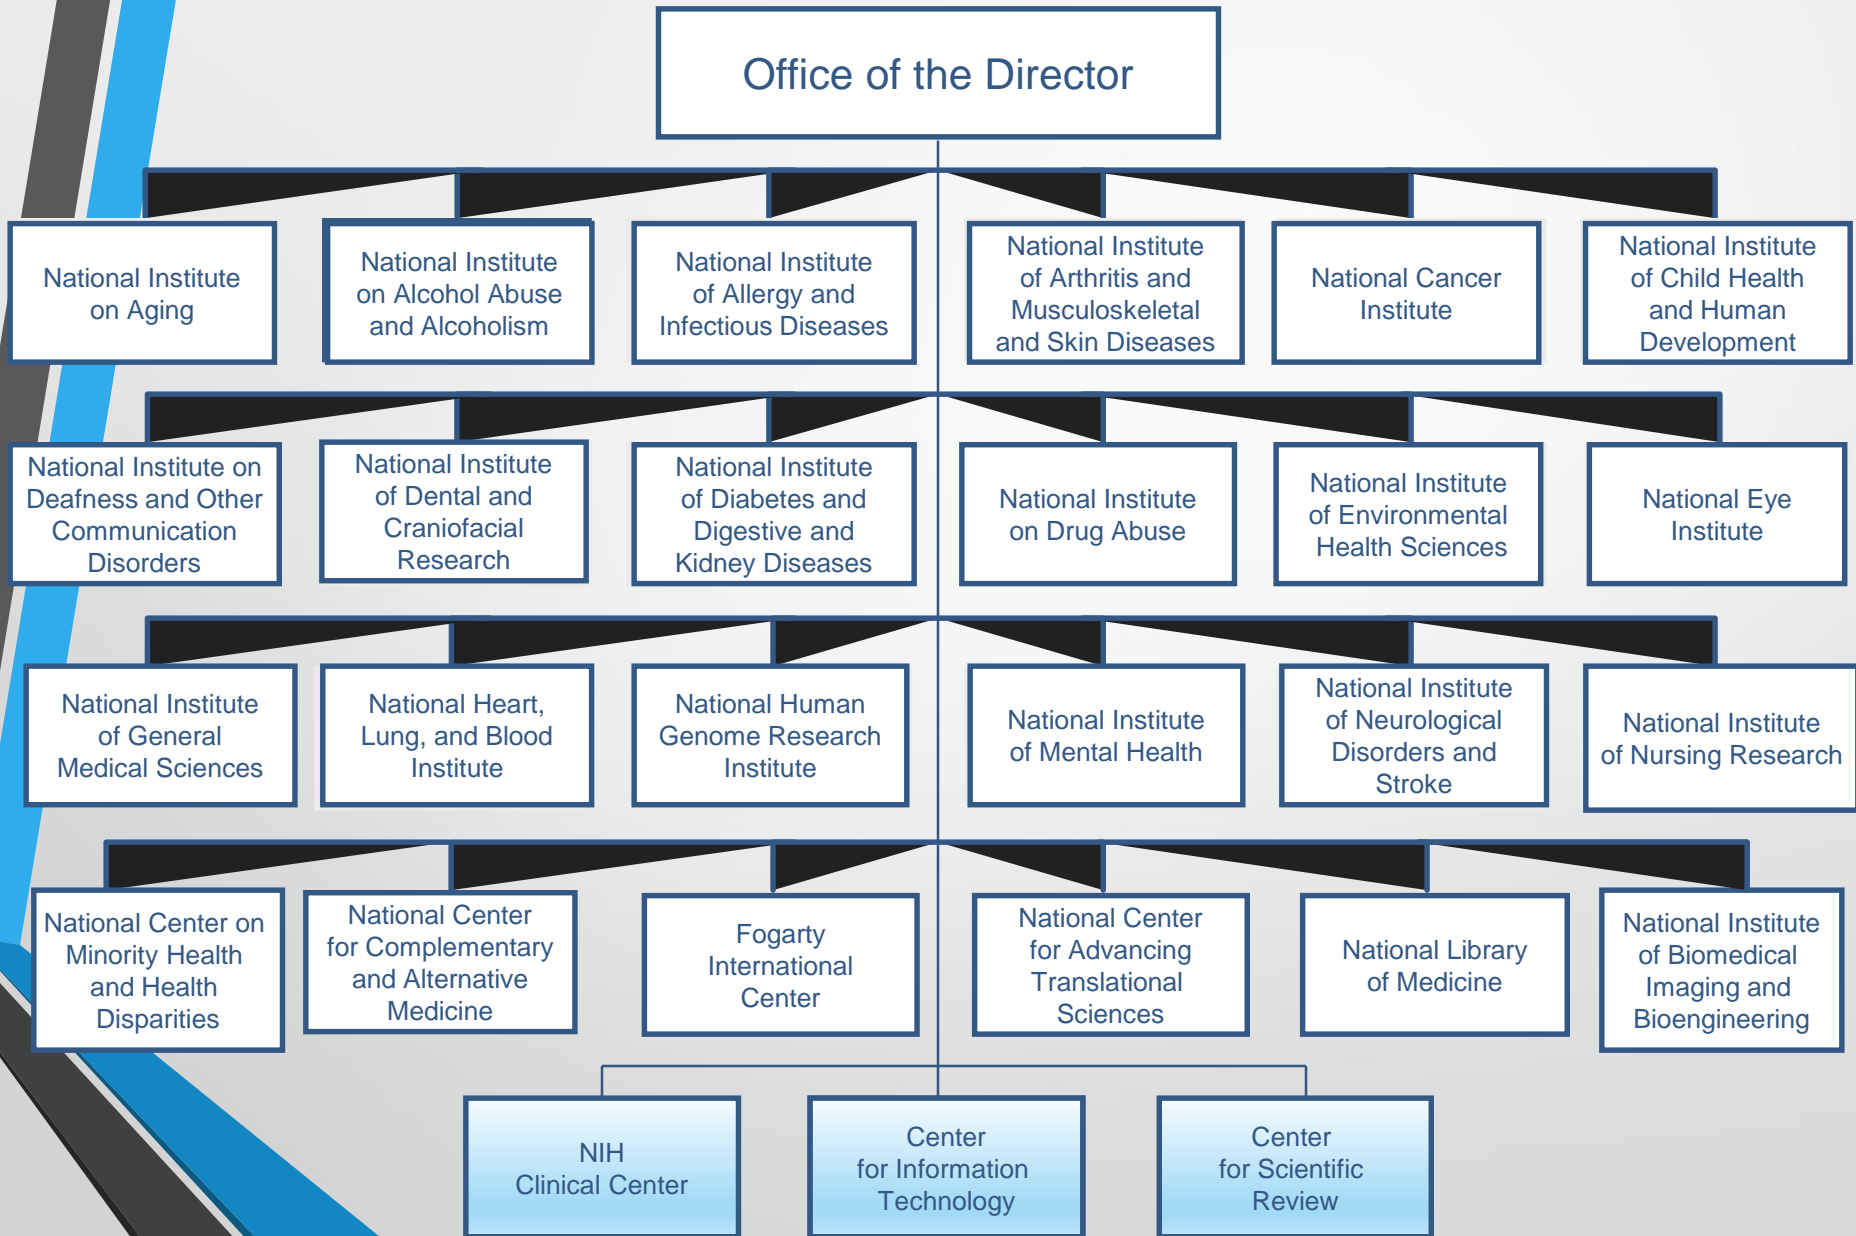 Office of the Director
National Institute
on Aging
National Institute
on Alcohol Abuse
and Alcoholism
National Institute
of Allergy and
Infectious Diseases
National Institute
of Arthritis and
Musculoskeletal
and Skin Diseases
National Cancer
Institute
National Institute
of Child Health
and Human
Development
National Institute on
Deafness and Other
Communication
Disorders
National Institute
of Dental and
Craniofacial
Research
National Institute
of Diabetes and
Digestive and
Kidney Diseases
National Institute
on Drug Abuse
National Institute
of Environmental
Health Sciences
National Eye
Institute
National Institute
of General
Medical Sciences
National Heart,
Lung, and Blood
Institute
National Human
Genome Research
Institute
National Institute
of Mental Health
National Institute
of Neurological
Disorders and
Stroke
National Institute
of Nursing Research
National Center on
Minority Health
and Health
Disparities
National Center
for Complementary
and Alternative
Medicine
Fogarty
International
Center
National Center
for Advancing
Translational
Sciences
National Library
of Medicine
National Institute
of Biomedical
Imaging and
Bioengineering
NIH
Clinical Center
Center
for Information
Technology
Center
for Scientific
Review